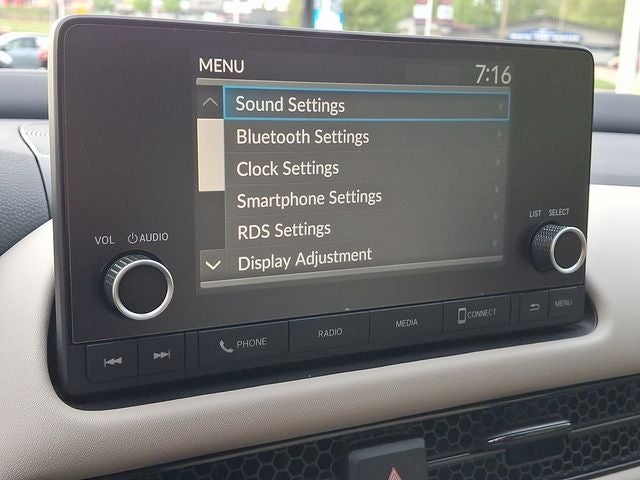 MENU 7:16
Sound Settings
Bluetooth Settings
Clock Settings
Smartphone Settings
RDS Settings
Display Adjustment
VOL AUDIO
LIST SELECT
PHONE RADIO MEDIA CONNECT MENU